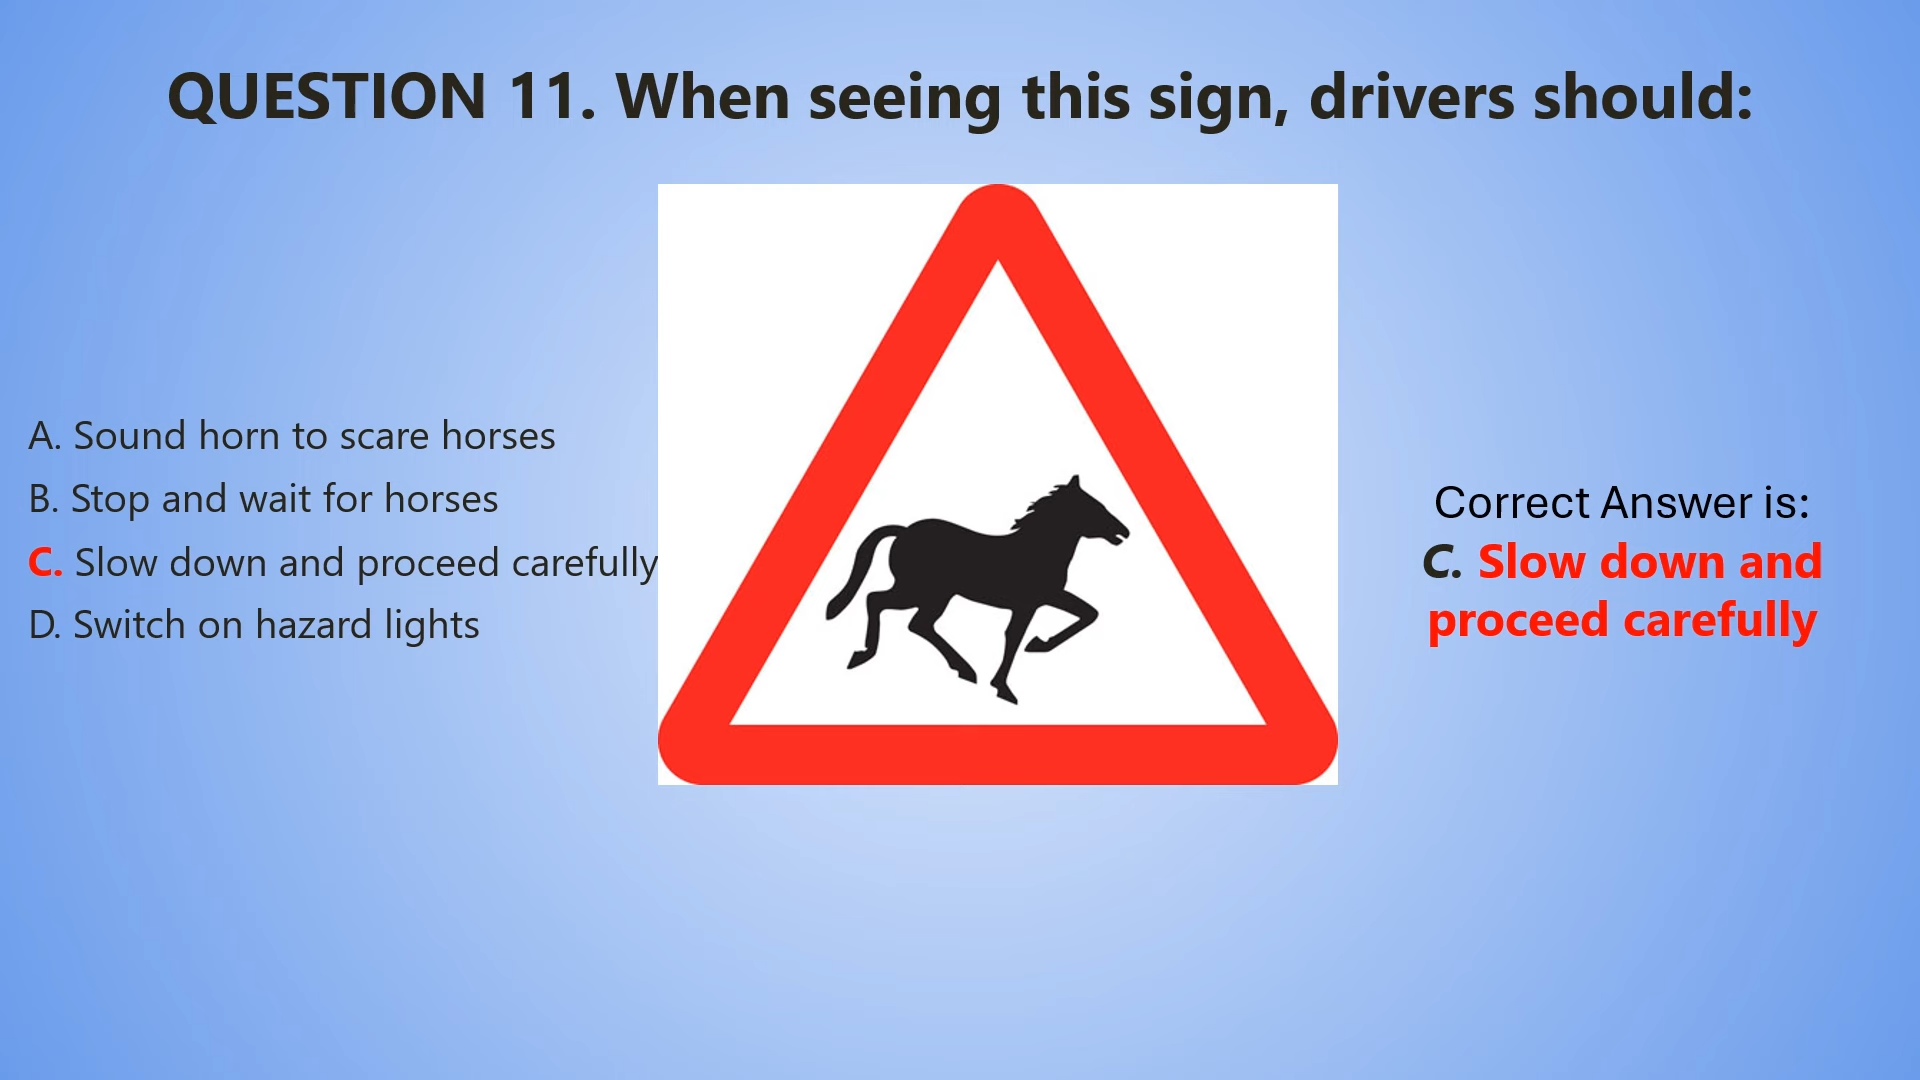 QUESTION 11. When seeing this sign, drivers should:
A. Sound horn to scare horses
B. Stop and wait for horses
C. Slow down and proceed carefully
D. Switch on hazard lights
Correct Answer is:
C. Slow down and
proceed carefully